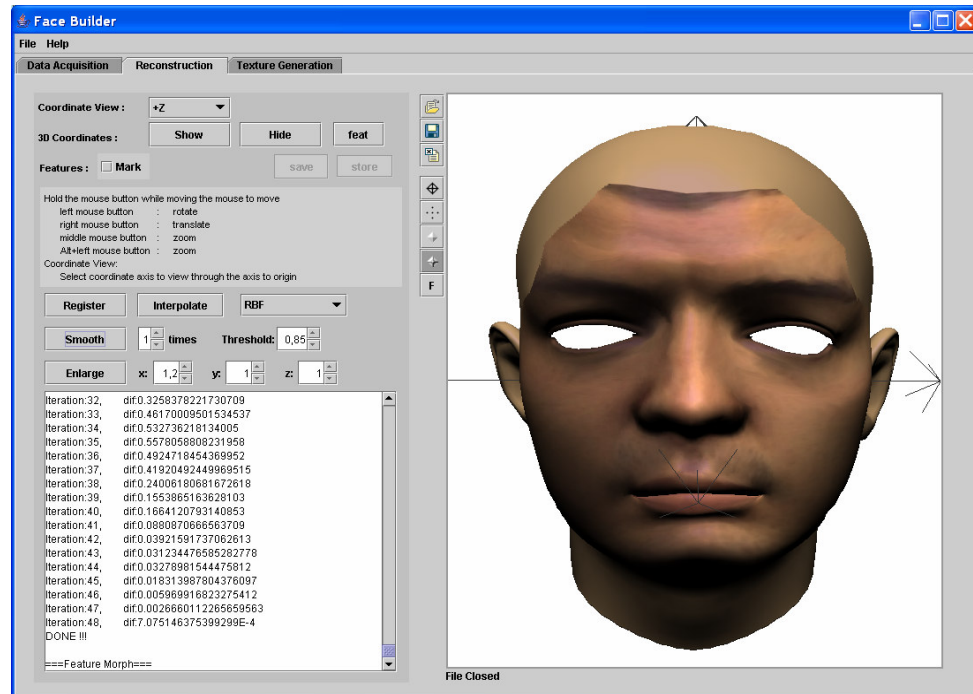 Face Builder
File Help
Data Acquisition Reconstruction Texture Generation
Coordinate View : +Z
3D Coordinates : Show Hide feat
Features : Mark save store
Hold the mouse button while moving the mouse to move
left mouse button : rotate
right mouse button : translate
middle mouse button : zoom
Alt+left mouse button : zoom
Coordinate View:
Select coordinate axis to view through the axis to origin
Register Interpolate RBF
Smooth 1 times Threshold: 0,85
Enlarge x: 1,2 y: 1 z: 1
Iteration:32, dif:0.3258378221730709
Iteration:33, dif:0.46170009501534537
Iteration:34, dif:0.532736218134005
Iteration:35, dif:0.5578058808231958
Iteration:36, dif:0.4924718454369952
Iteration:37, dif:0.41920492449969515
Iteration:38, dif:0.24006180681672618
Iteration:39, dif:0.1553865163628103
Iteration:40, dif:0.1664120793140853
Iteration:41, dif:0.0880870666563709
Iteration:42, dif:0.03921591737062613
Iteration:43, dif:0.031234476585282778
Iteration:44, dif:0.03278981544475812
Iteration:45, dif:0.018313987804376097
Iteration:46, dif:0.005969916823275412
Iteration:47, dif:0.0026660112265659563
Iteration:48, dif:7.075146375399299E-4
DONE !!!
===Feature Morph===
F
File Closed